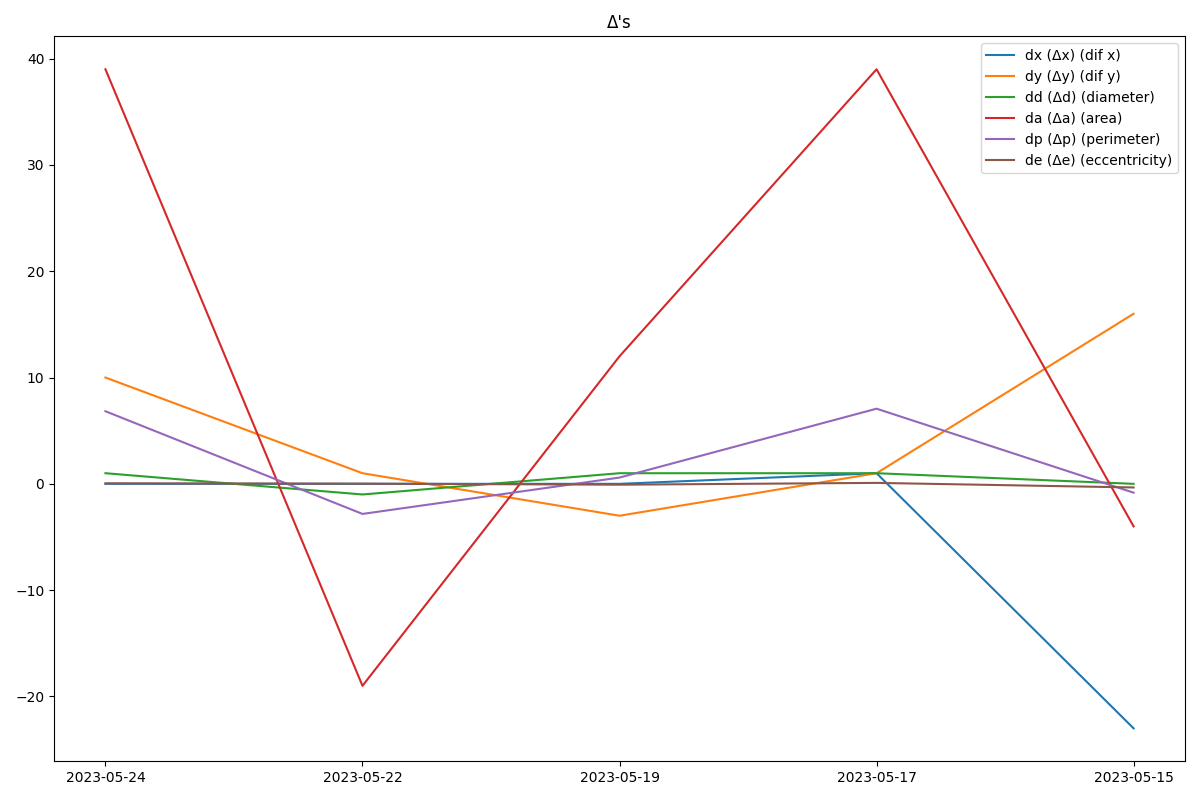 Δ's
dx (Δx) (dif x)
dy (Δy) (dif y)
dd (Δd) (diameter)
da (Δa) (area)
dp (Δp) (perimeter)
de (Δe) (eccentricity)
40
30
20
10
0
−10
−20
2023-05-24 2023-05-22 2023-05-19 2023-05-17 2023-05-15